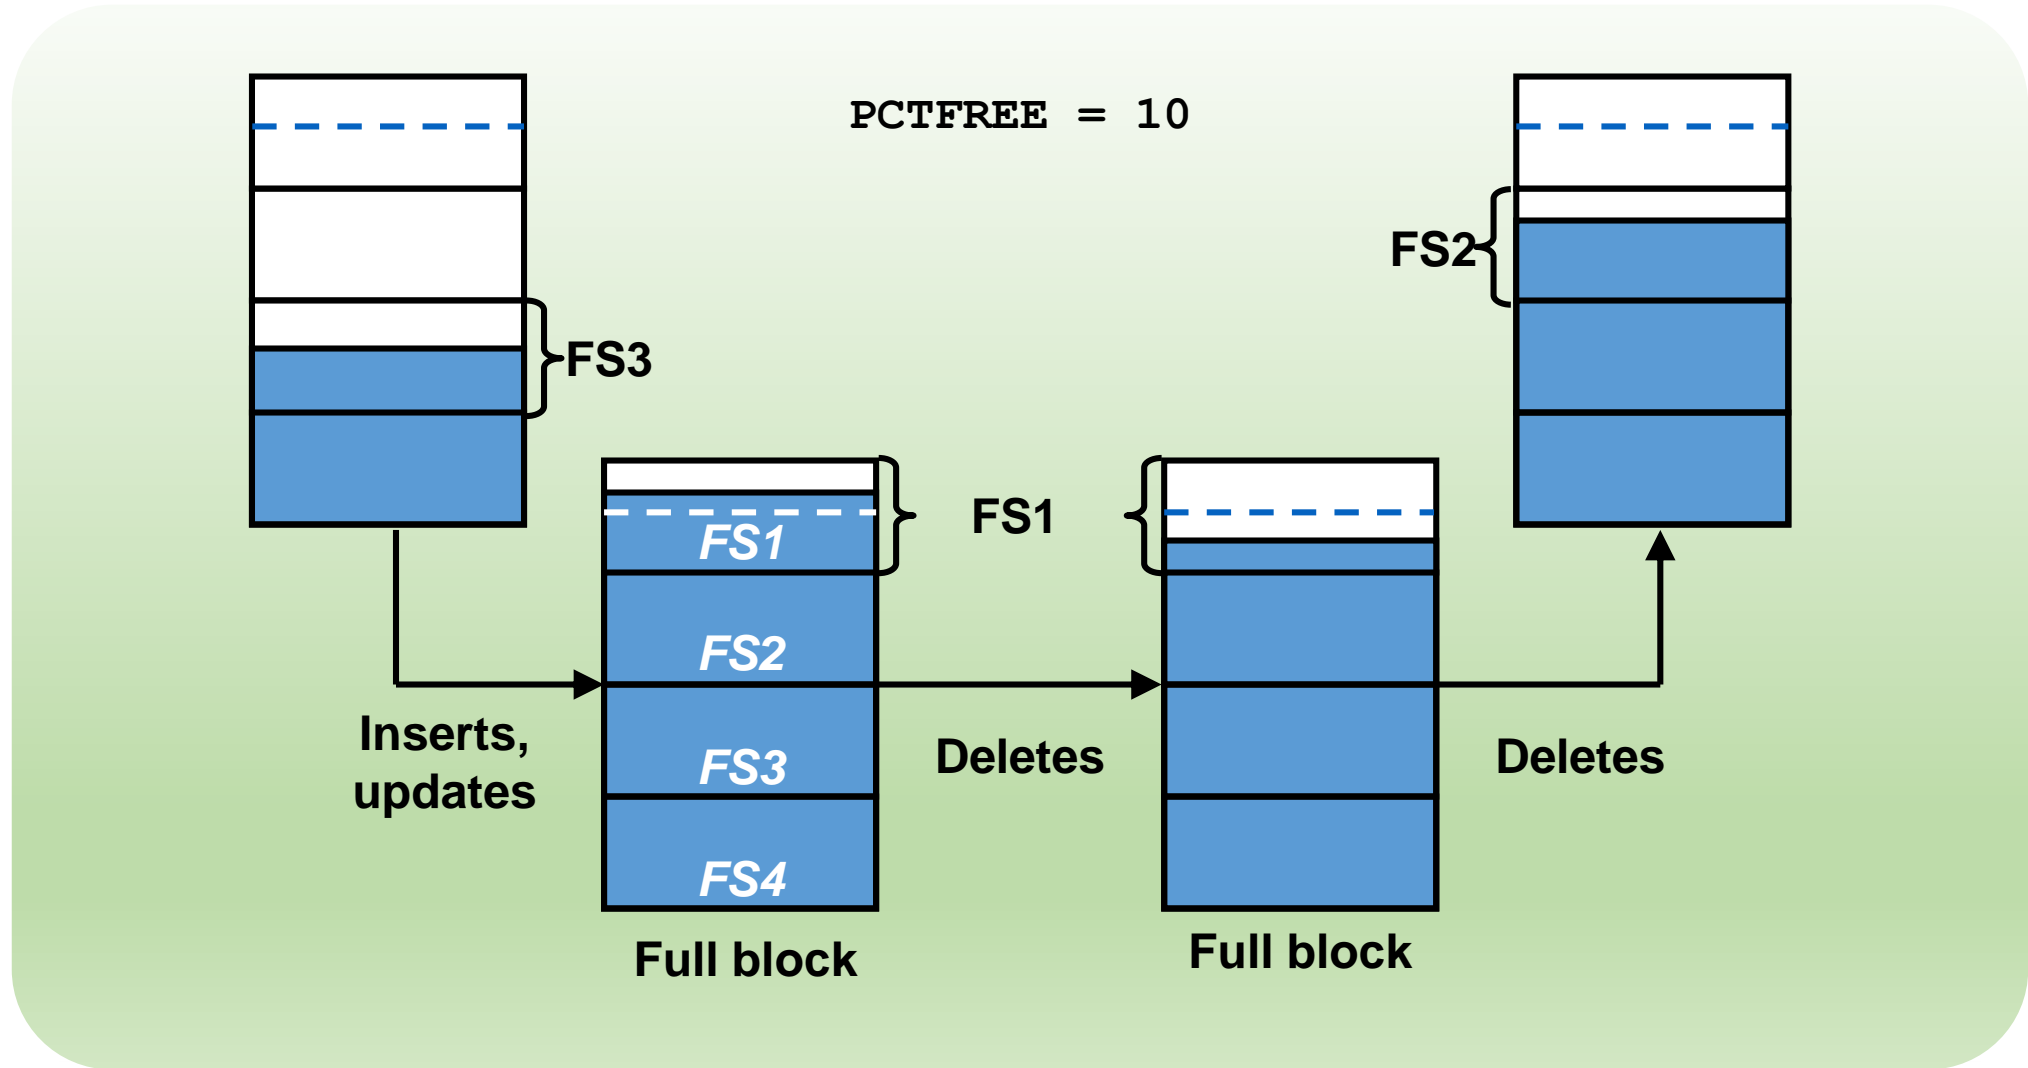 PCTFREE = 10
FS2
FS3
FS1
FS1
FS2
FS3
FS4
Inserts,
updates
Deletes
Deletes
Full block
Full block